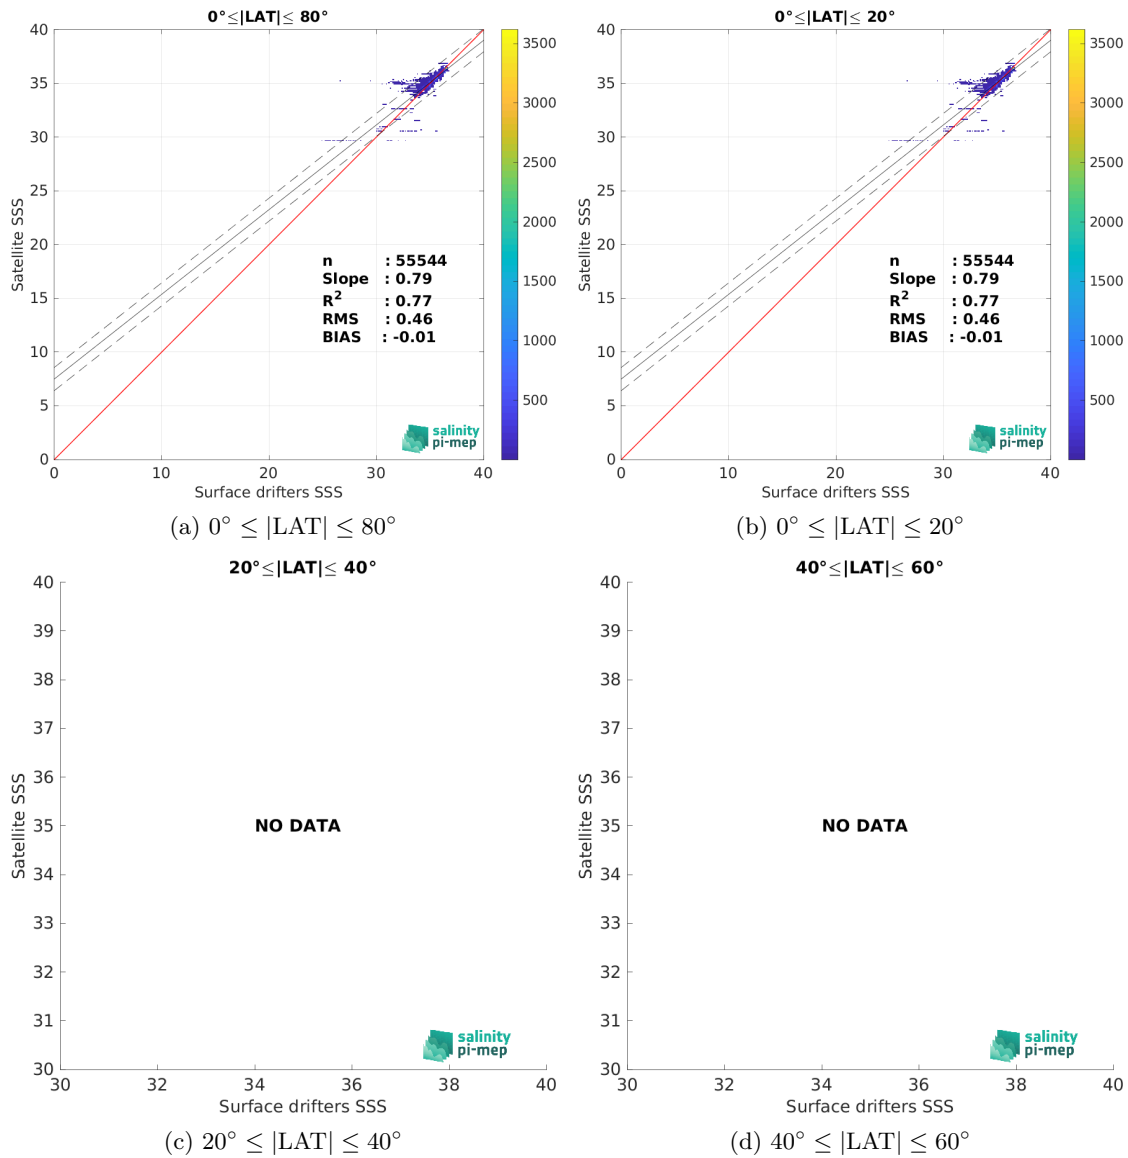 0°≤|LAT|≤ 80°
40
35
30
25
20
15
10
5
0
Satellite SSS
0
10
20
30
40
Surface drifters SSS
3500
3000
2500
2000
1500
1000
500
n : 55544
Slope : 0.79
R² : 0.77
RMS : 0.46
BIAS : -0.01
salinity
pi-mep
(a) 0° ≤ |LAT| ≤ 80°
0°≤|LAT|≤ 20°
40
35
30
25
20
15
10
5
0
Satellite SSS
0
10
20
30
40
Surface drifters SSS
3500
3000
2500
2000
1500
1000
500
n : 55544
Slope : 0.79
R² : 0.77
RMS : 0.46
BIAS : -0.01
salinity
pi-mep
(b) 0° ≤ |LAT| ≤ 20°
20°≤|LAT|≤ 40°
40
39
38
37
36
35
34
33
32
31
30
Satellite SSS
NO DATA
salinity
pi-mep
30
32
34
36
38
40
Surface drifters SSS
(c) 20° ≤ |LAT| ≤ 40°
40°≤|LAT|≤ 60°
40
39
38
37
36
35
34
33
32
31
30
Satellite SSS
NO DATA
salinity
pi-mep
30
32
34
36
38
40
Surface drifters SSS
(d) 40° ≤ |LAT| ≤ 60°